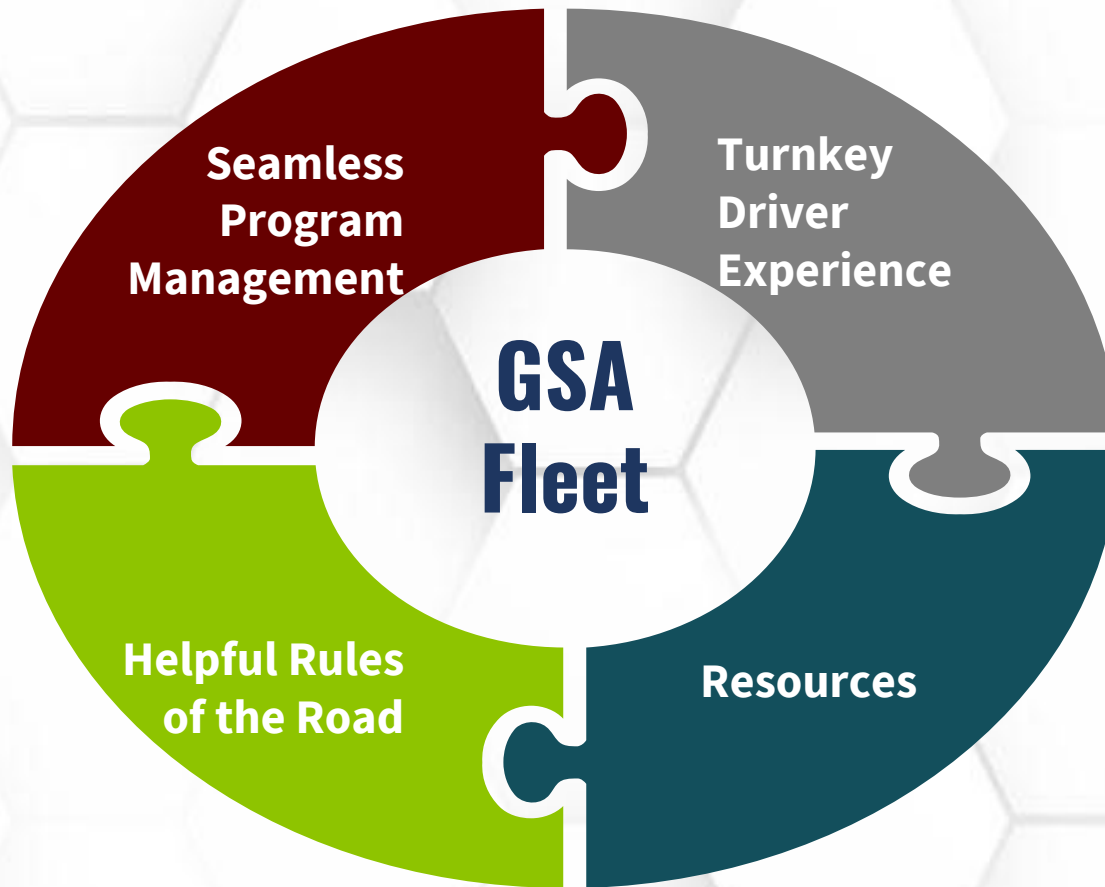 Seamless
Program
Management
Turnkey
Driver
Experience
GSA
Fleet
Helpful Rules
of the Road
Resources